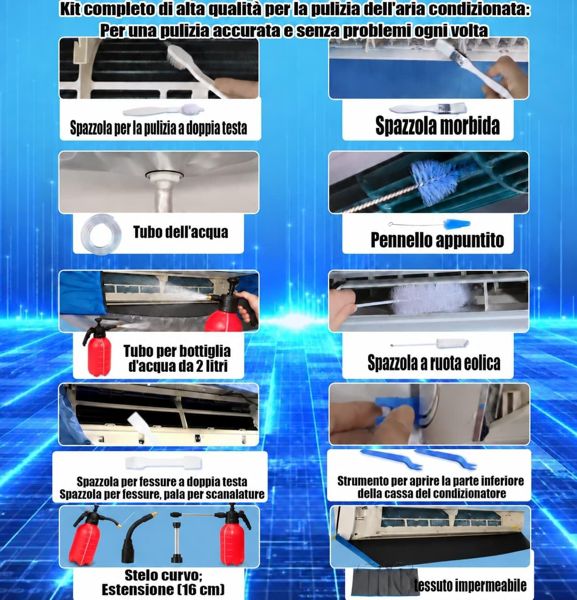 Kit completo di alta qualità per la pulizia dell'aria condizionata:
Per una pulizia accurata e senza problemi ogni volta
Spazzola per la pulizia a doppia testa
Spazzola morbida
Tubo dell'acqua
Pennello appuntito
Tubo per bottiglia
d'acqua da 2 litri
Spazzola a ruota eolica
Spazzola per fessure a doppia testa
Spazzola per fessure, pala per scanalature
Strumento per aprire la parte inferiore
della cassa del condizionatore
Stelo curvo;
Estensione (16 cm)
tessuto impermeabile